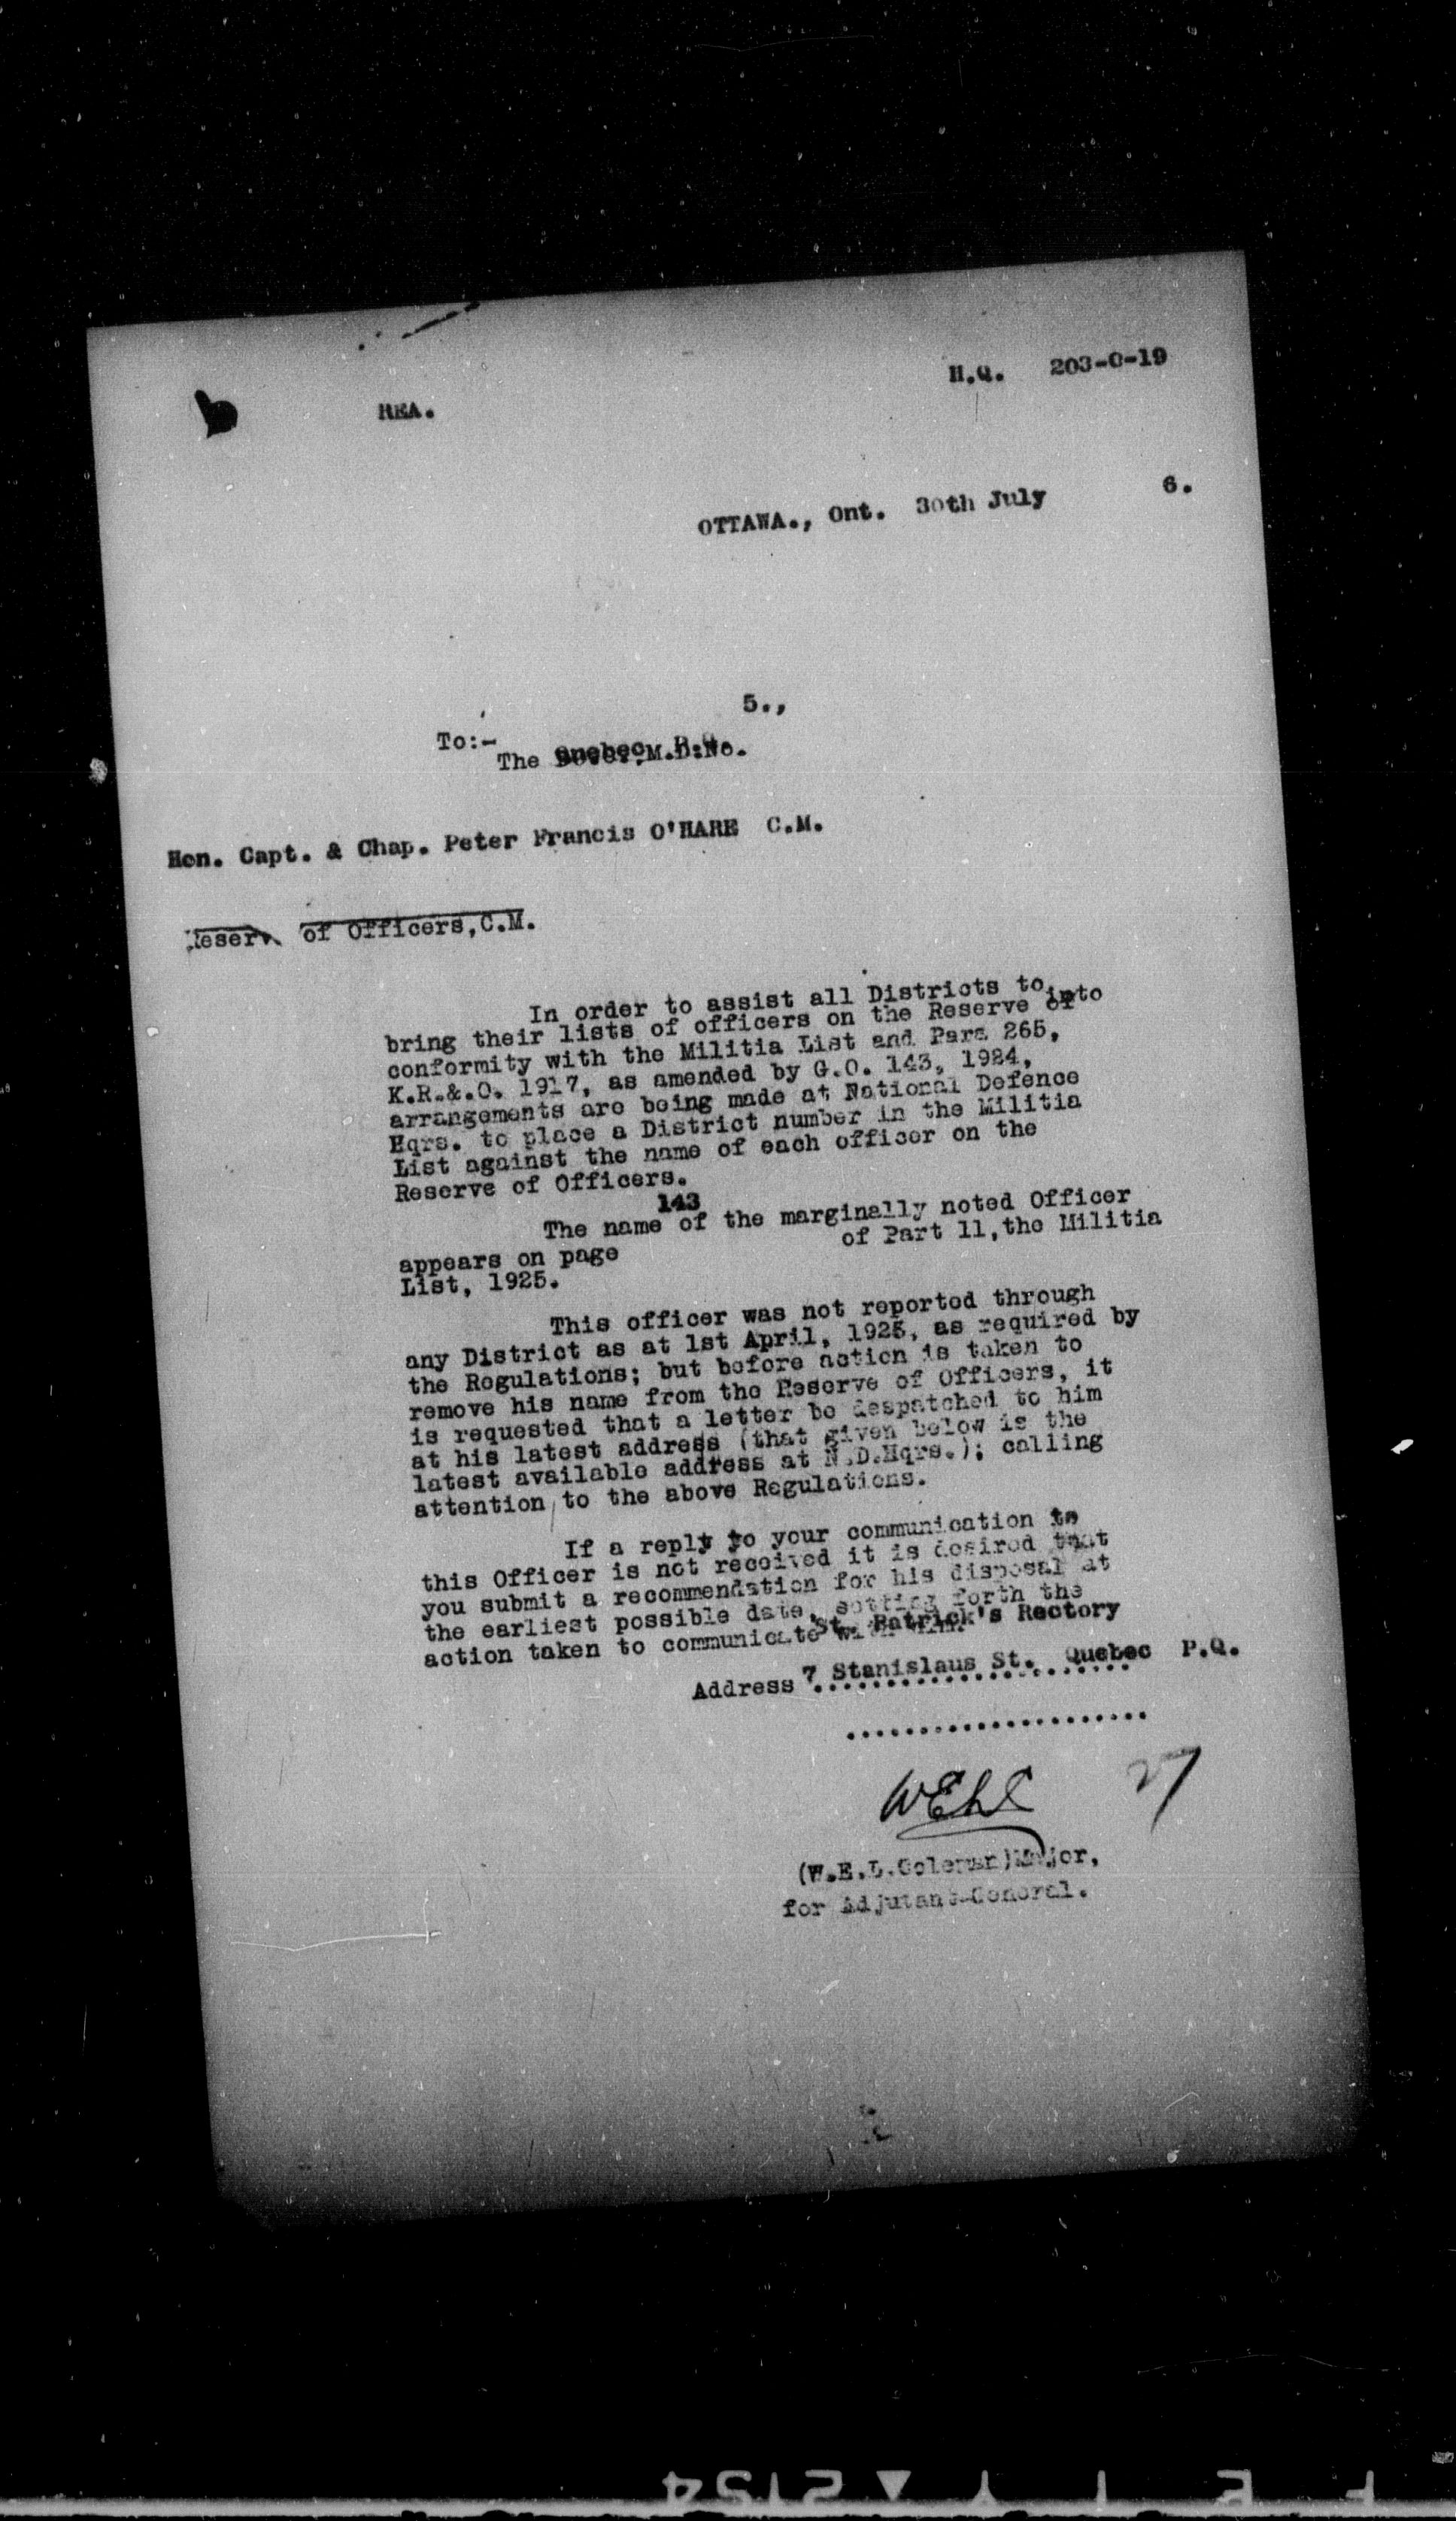 H.Q. 203-O-19
REA.
OTTAWA., Ont. 30th July 6.
5.,
To:-
The M.D.No.
Quebec, P.Q.
Hon. Capt. & Chap. Peter Francis O'HARE C.M.
Reserve of Officers,C.M.
In order to assist all Districts to
bring their lists of officers on the Reserve of into
conformity with the Militia List and Para 265,
K.R.&.O. 1917, as amended by G.O. 143, 1924,
arrangements are being made at National Defence
Hqrs. to place a District number in the Militia
List against the name of each officer on the
Reserve of Officers.
143
The name of the marginally noted Officer
appears on page of Part 11,the Militia
List, 1925.
This officer was not reported through
any District as at 1st April, 1925, as required by
the Regulations; but before action is taken to
remove his name from the Reserve of Officers, it
is requested that a letter be despatched to him
at his latest address (that given below is the
latest available address at N.D.Hqrs.); calling
attention to the above Regulations.
If a reply to your communication to
this Officer is not received it is desired that
you submit a recommendation for his disposal at
the earliest possible date, setting forth the
action taken to communicate with him.
St. Patrick's Rectory
Address 7 Stanislaus St. Quebec P.Q.
......................
WELC
27
(W.E.L.Coleman)Major,
for Adjutant-General.